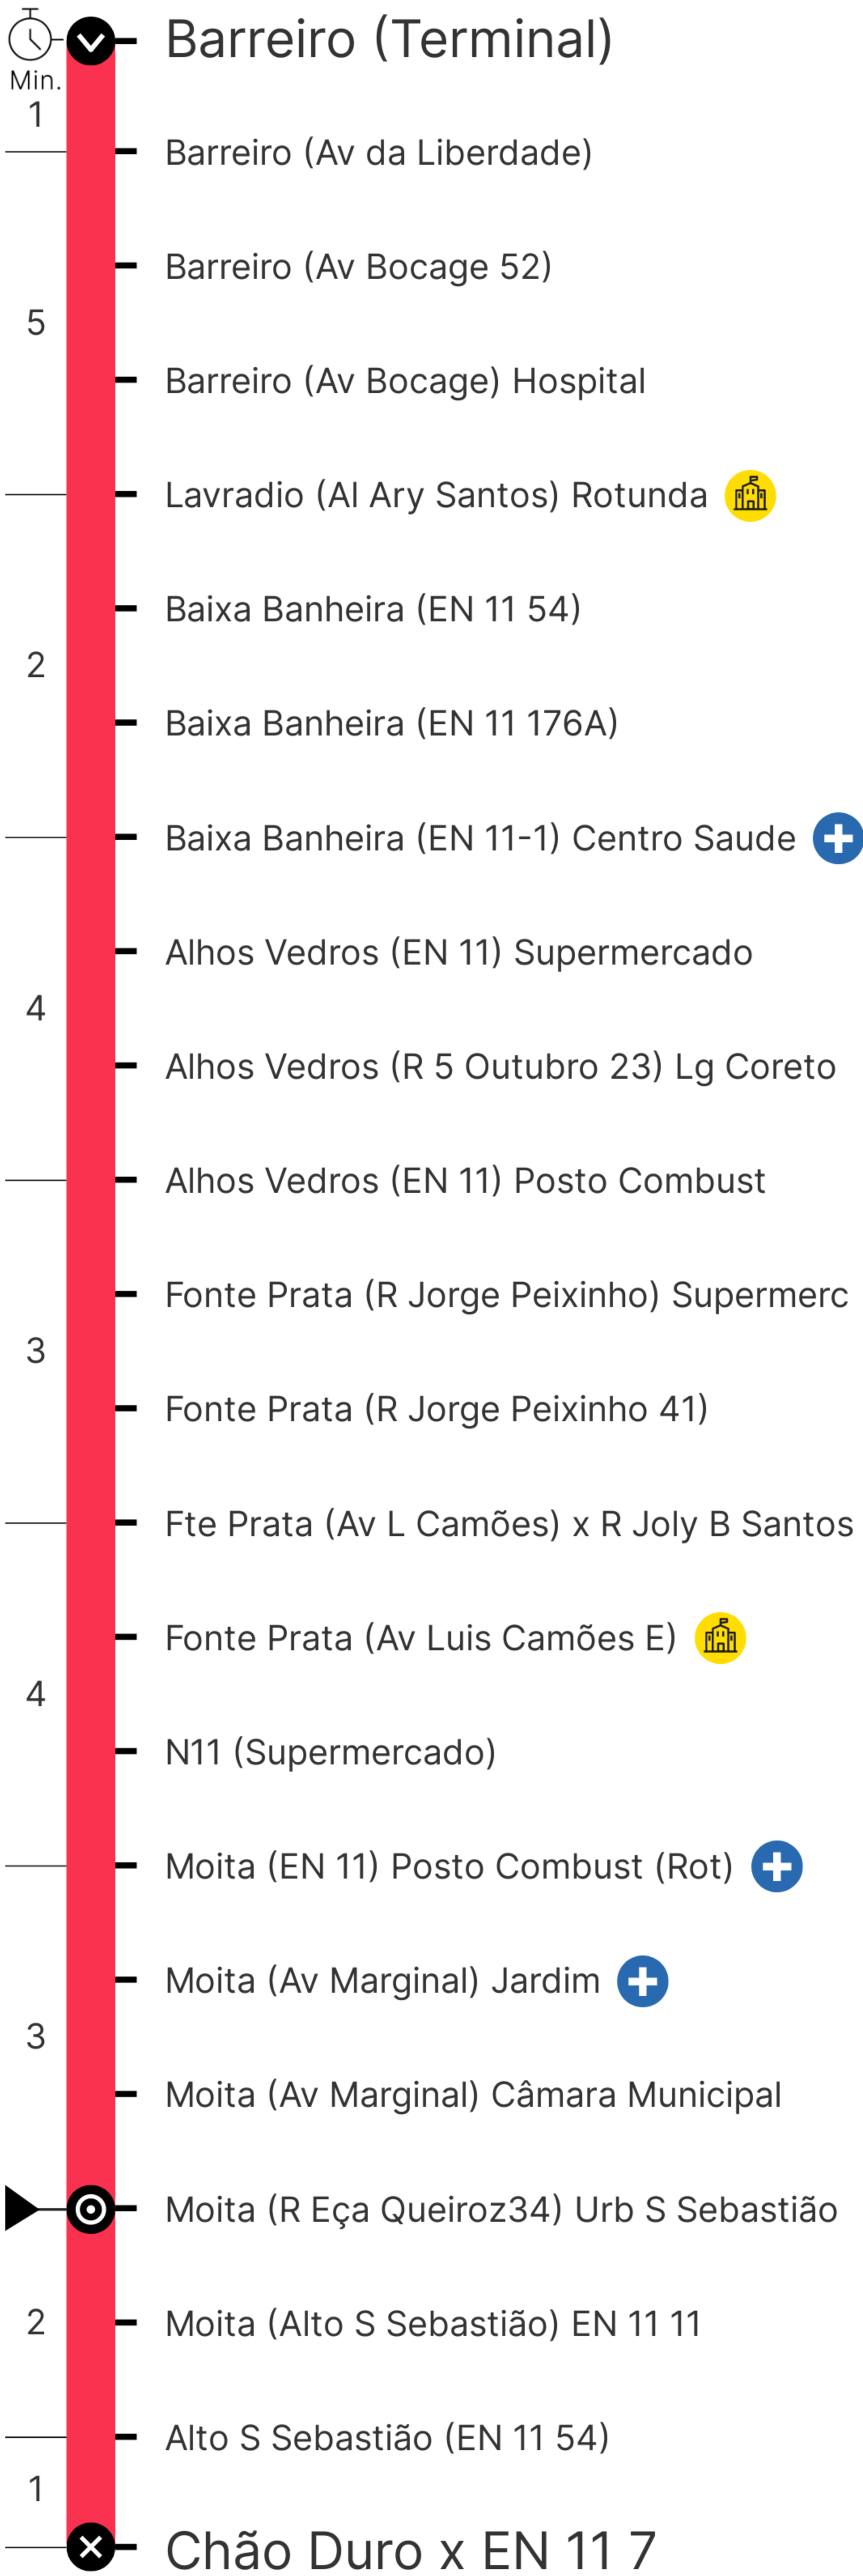 Barreiro (Terminal)
Min.
1
Barreiro (Av da Liberdade)
Barreiro (Av Bocage 52)
5
Barreiro (Av Bocage) Hospital
Lavradio (Al Ary Santos) Rotunda
Baixa Banheira (EN 11 54)
2
Baixa Banheira (EN 11 176A)
Baixa Banheira (EN 11-1) Centro Saude
Alhos Vedros (EN 11) Supermercado
4
Alhos Vedros (R 5 Outubro 23) Lg Coreto
Alhos Vedros (EN 11) Posto Combust
Fonte Prata (R Jorge Peixinho) Supermerc
3
Fonte Prata (R Jorge Peixinho 41)
Fte Prata (Av L Camões) x R Joly B Santos
Fonte Prata (Av Luis Camões E)
4
N11 (Supermercado)
Moita (EN 11) Posto Combust (Rot)
Moita (Av Marginal) Jardim
3
Moita (Av Marginal) Câmara Municipal
Moita (R Eça Queiroz34) Urb S Sebastião
2
Moita (Alto S Sebastião) EN 11 11
Alto S Sebastião (EN 11 54)
1
Chão Duro x EN 11 7